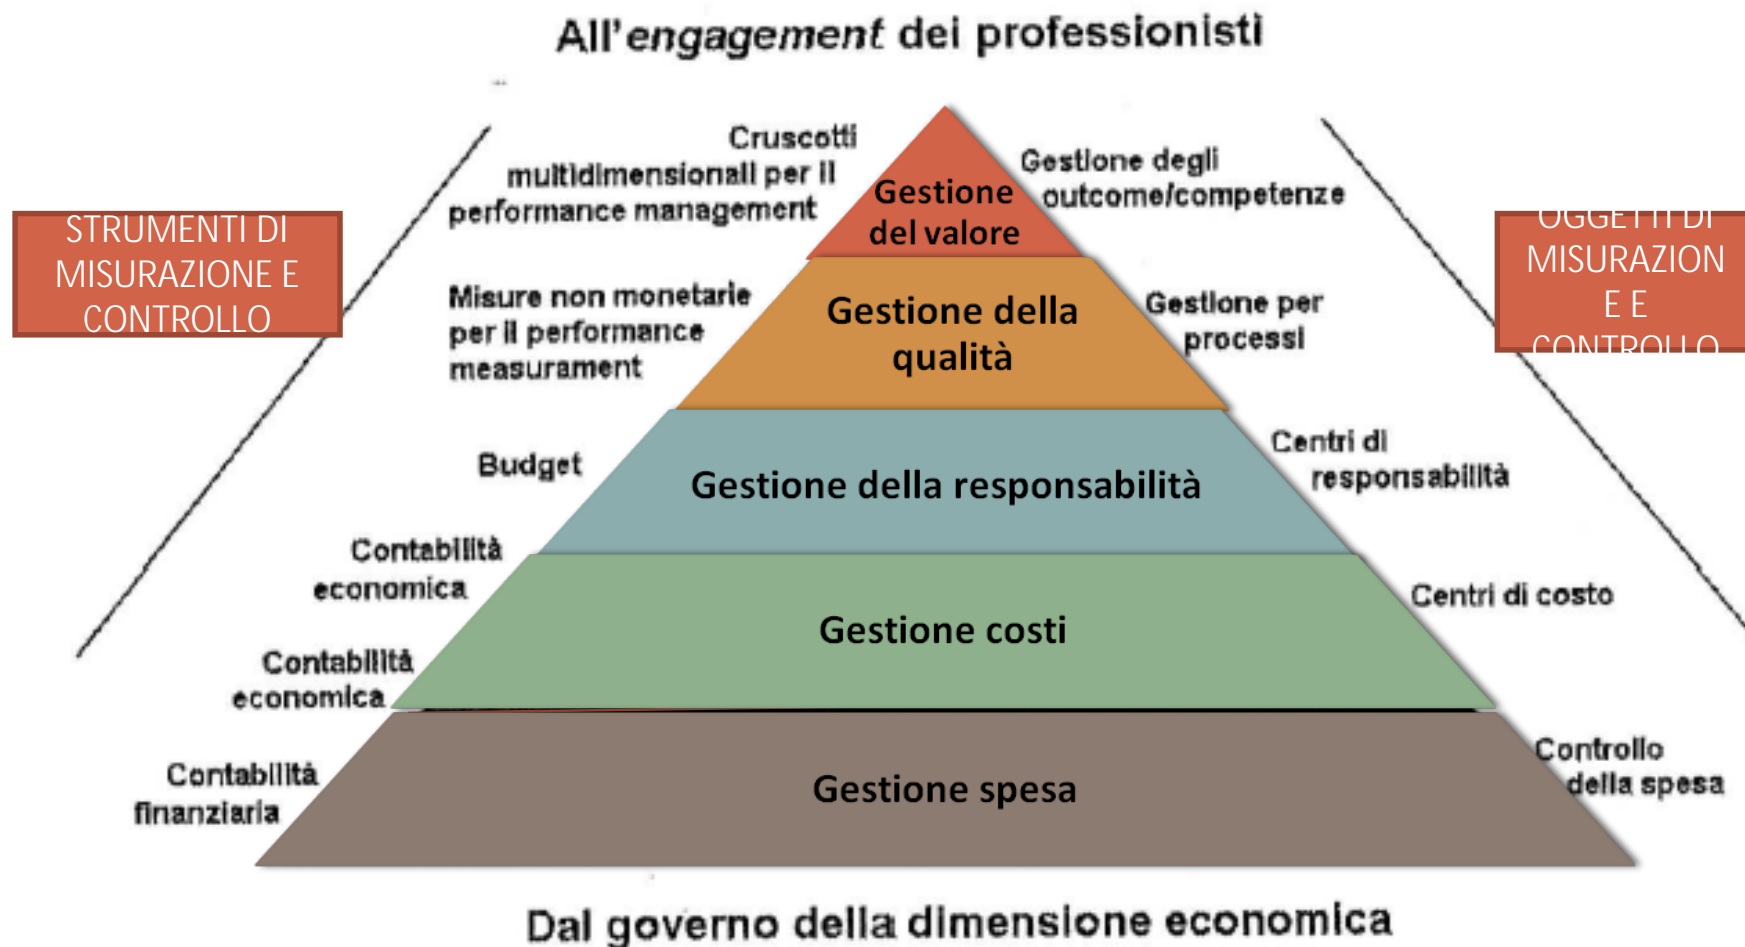 All'engagement dei professionisti
Cruscotti
multidimensionali per il
performance management
Gestione degli
outcome/competenze
Gestione
del valore
STRUMENTI DI
MISURAZIONE E
CONTROLLO
OGGETTI DI
MISURAZION
E E
CONTROLLO
Misure non monetarie
per il performance
measurament
Gestione della
qualità
Gestione per
processi
Budget
Gestione della responsabilità
Centri di
responsabilità
Contabilità
economica
Gestione costi
Centri di costo
Contabilità
economica
Contabilità
finanziaria
Gestione spesa
Controllo
della spesa
Dal governo della dimensione economica